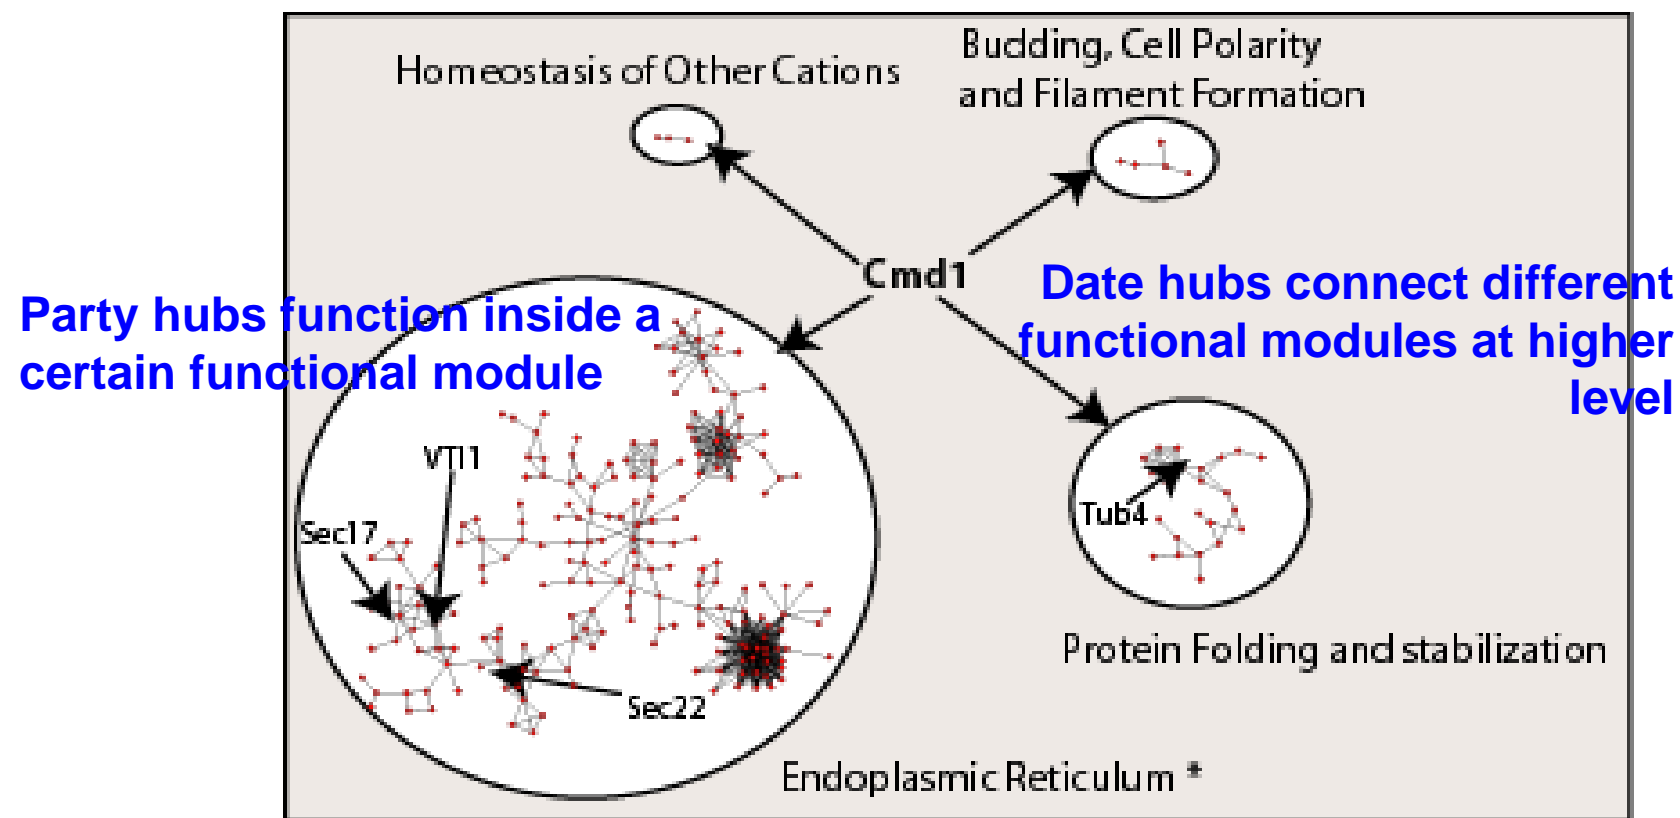 Homeostasis of Other Cations
Budding, Cell Polarity
and Filament Formation
Cmd1
Party hubs function inside a
certain functional module
Date hubs connect different
functional modules at higher
level
VTI1
Sec17
Tub4
Sec22
Protein Folding and stabilization
Endoplasmic Reticulum *